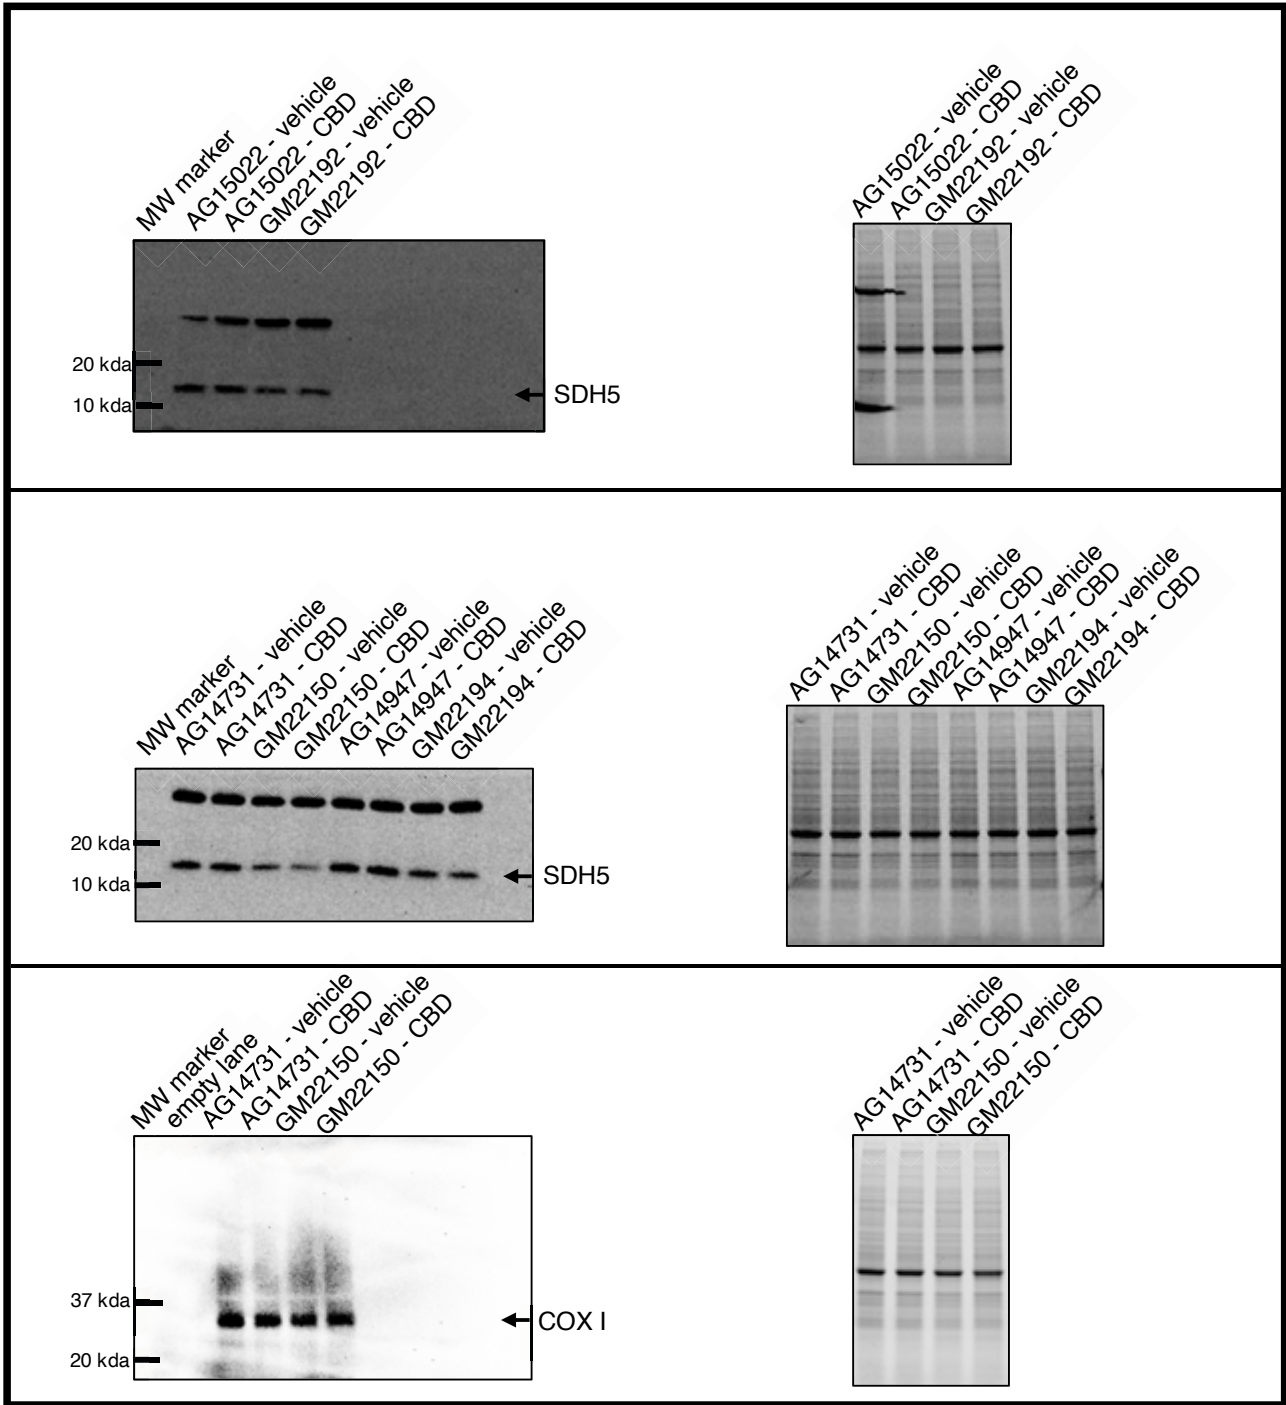 MW marker
AG15022 - vehicle
AG15022 - CBD
GM22192 - vehicle
GM22192 - CBD
20 kda
10 kda
SDH5
AG15022 - vehicle
AG15022 - CBD
GM22192 - vehicle
GM22192 - CBD
MW marker
AG14731 - vehicle
AG14731 - CBD
GM22150 - vehicle
GM22150 - CBD
AG14947 - vehicle
AG14947 - CBD
GM22194 - vehicle
GM22194 - CBD
20 kda
10 kda
SDH5
AG14731 - vehicle
AG14731 - CBD
GM22150 - vehicle
GM22150 - CBD
AG14947 - vehicle
AG14947 - CBD
GM22194 - vehicle
GM22194 - CBD
MW marker
empty lane
AG14731 - vehicle
AG14731 - CBD
GM22150 - vehicle
GM22150 - CBD
37 kda
20 kda
COX I
AG14731 - vehicle
AG14731 - CBD
GM22150 - vehicle
GM22150 - CBD